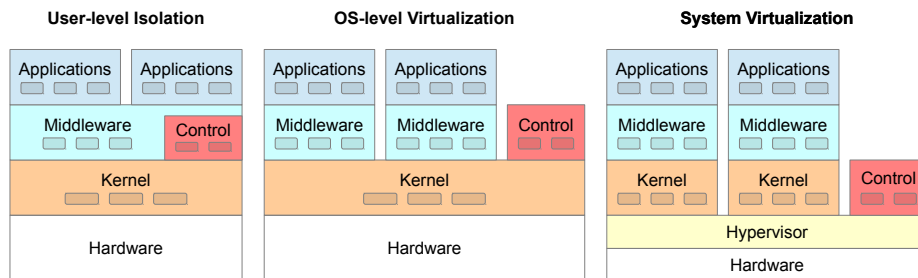 User-level Isolation
OS-level Virtualization
System Virtualization
Applications Applications
Applications Applications
Applications Applications
Middleware Control
Middleware Middleware Control
Middleware Middleware
Kernel
Kernel
Kernel Kernel Control
Hypervisor
Hardware
Hardware
Hardware